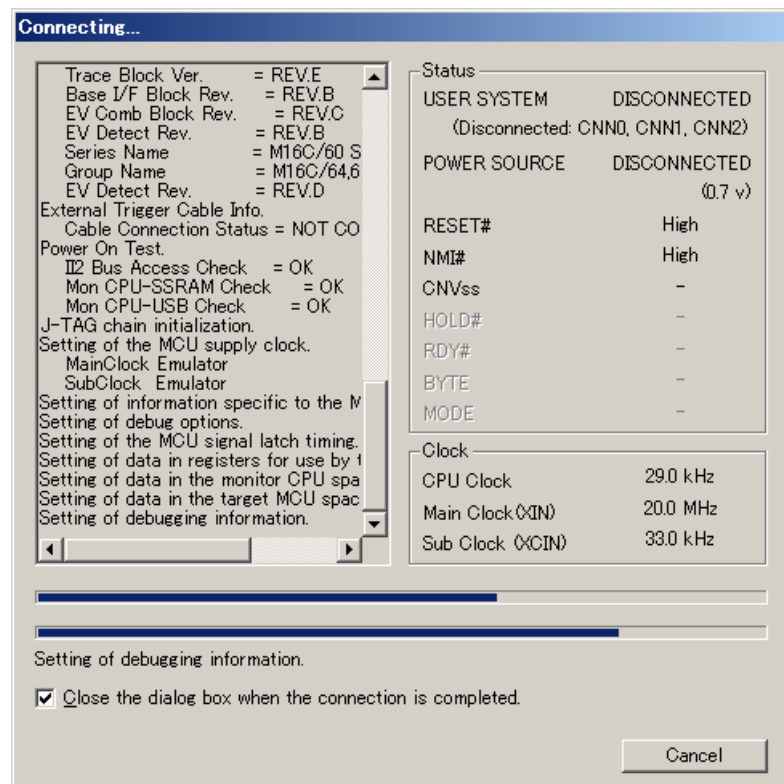 Connecting...
Trace Block Ver. = REV.E
Base I/F Block Rev. = REV.B
EV Comb Block Rev. = REV.C
EV Detect Rev. = REV.B
Series Name = M16C/60 S
Group Name = M16C/64,6
EV Detect Rev. = REV.D
External Trigger Cable Info.
Cable Connection Status = NOT CO
Power On Test.
II2 Bus Access Check = OK
Mon CPU-SSRAM Check = OK
Mon CPU-USB Check = OK
J-TAG chain initialization.
Setting of the MCU supply clock.
MainClock Emulator
SubClock Emulator
Setting of information specific to the M
Setting of debug options.
Setting of the MCU signal latch timing.
Setting of data in registers for use by t
Setting of data in the monitor CPU spa
Setting of data in the target MCU spac
Setting of debugging information.
Status
USER SYSTEM DISCONNECTED
(Disconnected: CNN0, CNN1, CNN2)
POWER SOURCE DISCONNECTED
(0.7 v)
RESET# High
NMI# High
CNVss -
HOLD# -
RDY# -
BYTE -
MODE -
Clock
CPU Clock 29.0 kHz
Main Clock(XIN) 20.0 MHz
Sub Clock (XCIN) 33.0 kHz
Setting of debugging information.
Close the dialog box when the connection is completed.
Cancel